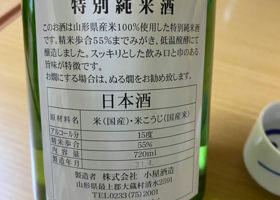 特別純米酒
このお酒は山形県産米100%使用した特別純米酒
です。精米歩合55%までみがき、低温醗酵にて
醸造しました。スッキリとした飲み口と巾のある
旨味が特徴です。
お燗にする場合は、ぬる燗をお勧め致します。
日本酒
原材料名 米(国産)・米こうじ(国産米)
アルコール分 15度
精米歩合 55%
内容量 720ml
製造年月
製造者 株式会社 小屋酒造
山形県最上郡大蔵村清水2591
TEL.0233(75)2001